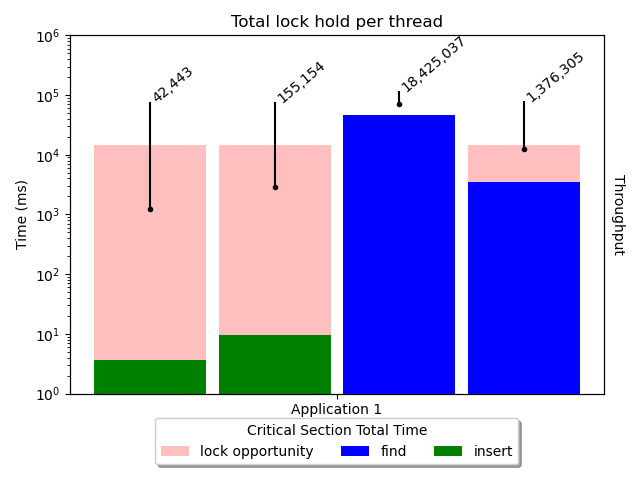 Total lock hold per thread
10^6
10^5
10^4
10^3
10^2
10^1
10^0
Time (ms)
42,443
155,154
18,425,037
1,376,305
Throughput
Application 1
Critical Section Total Time
lock opportunity
find
insert